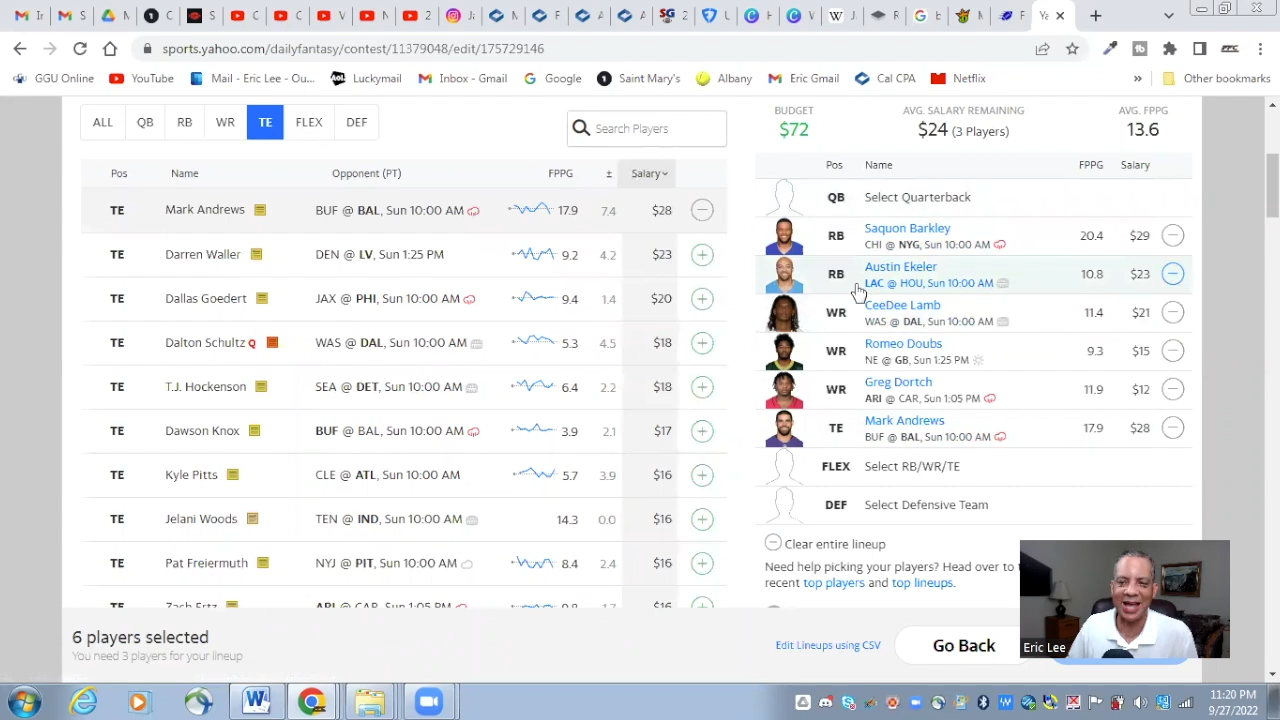 sports.yahoo.com/dailyfantasy/contest/11379048/edit/175729146
GGU Online
YouTube
Mail - Eric Lee - Ou...
Luckymail
Inbox - Gmail
Google
Saint Mary's
Albany
Eric Gmail
Cal CPA
Netflix
»
Other bookmarks
ALL QB RB WR TE FLEX DEF
Search Players
BUDGET
$72
AVG. SALARY REMAINING
$24 (3 Players)
AVG. FPPG
13.6
Pos Name Opponent (PT) FPPG ± Salary
TE Mark Andrews BUF @ BAL, Sun 10:00 AM 17.9 7.4 $28
TE Darren Waller DEN @ LV, Sun 1:25 PM 9.2 4.2 $23
TE Dallas Goedert JAX @ PHI, Sun 10:00 AM 9.4 1.4 $20
TE Dalton Schultz Q WAS @ DAL, Sun 10:00 AM 5.3 4.5 $18
TE T.J. Hockenson SEA @ DET, Sun 10:00 AM 6.4 2.2 $18
TE Dawson Knox BUF @ BAL, Sun 10:00 AM 3.9 2.1 $17
TE Kyle Pitts CLE @ ATL, Sun 10:00 AM 5.7 3.9 $16
TE Jelani Woods TEN @ IND, Sun 10:00 AM 14.3 0.0 $16
TE Pat Freiermuth NYJ @ PIT, Sun 10:00 AM 8.4 2.4 $16
TE Zach Ertz ARI @ CAR, Sun 1:05 PM 9.8 $16
Pos Name FPPG Salary
QB Select Quarterback
RB Saquon Barkley 20.4 $29
CHI @ NYG, Sun 10:00 AM
RB Austin Ekeler 10.8 $23
LAC @ HOU, Sun 10:00 AM
WR CeeDee Lamb 11.4 $21
WAS @ DAL, Sun 10:00 AM
WR Romeo Doubs 9.3 $15
NE @ GB, Sun 1:25 PM
WR Greg Dortch 11.9 $12
ARI @ CAR, Sun 1:05 PM
TE Mark Andrews 17.9 $28
BUF @ BAL, Sun 10:00 AM
FLEX Select RB/WR/TE
DEF Select Defensive Team
Clear entire lineup
Need help picking your players? Head over to
recent top players and top lineups.
6 players selected
You need 3 players for your lineup
Edit Lineups using CSV
Go Back
Eric Lee
11:20 PM
9/27/2022